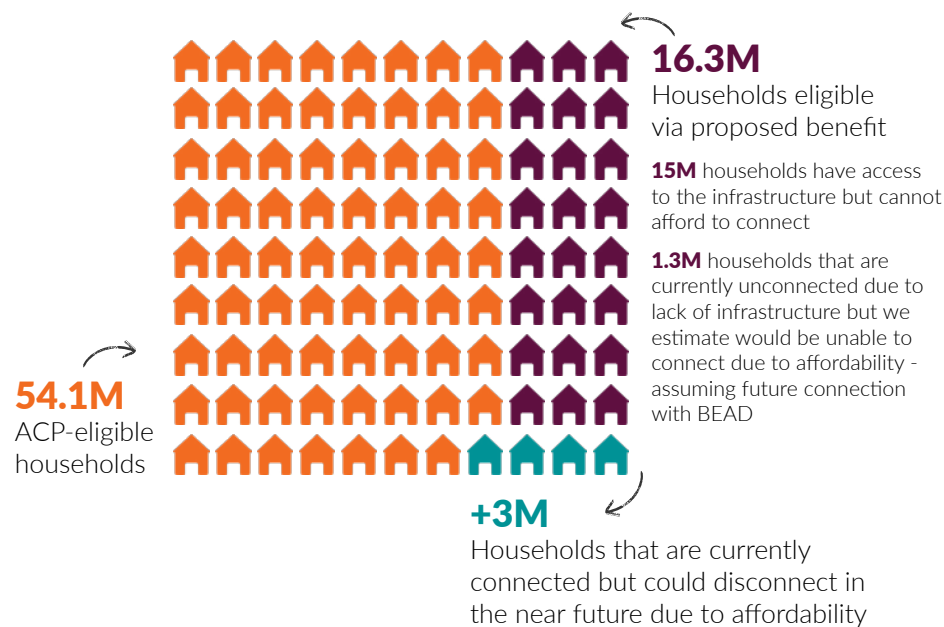 16.3M
Households eligible
via proposed benefit
15M households have access
to the infrastructure but cannot
afford to connect
1.3M households that are
currently unconnected due to
lack of infrastructure but we
estimate would be unable to
connect due to affordability -
assuming future connection
with BEAD
54.1M
ACP-eligible
households
+3M
Households that are currently
connected but could disconnect in
the near future due to affordability